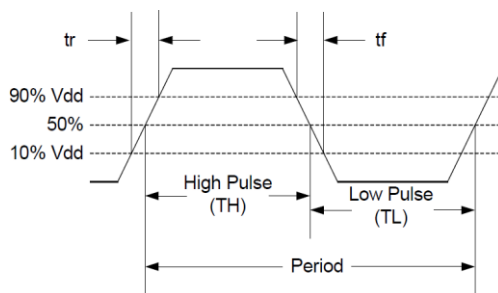 tr
tf
90% Vdd
50%
10% Vdd
High Pulse
(TH)
Low Pulse
(TL)
Period